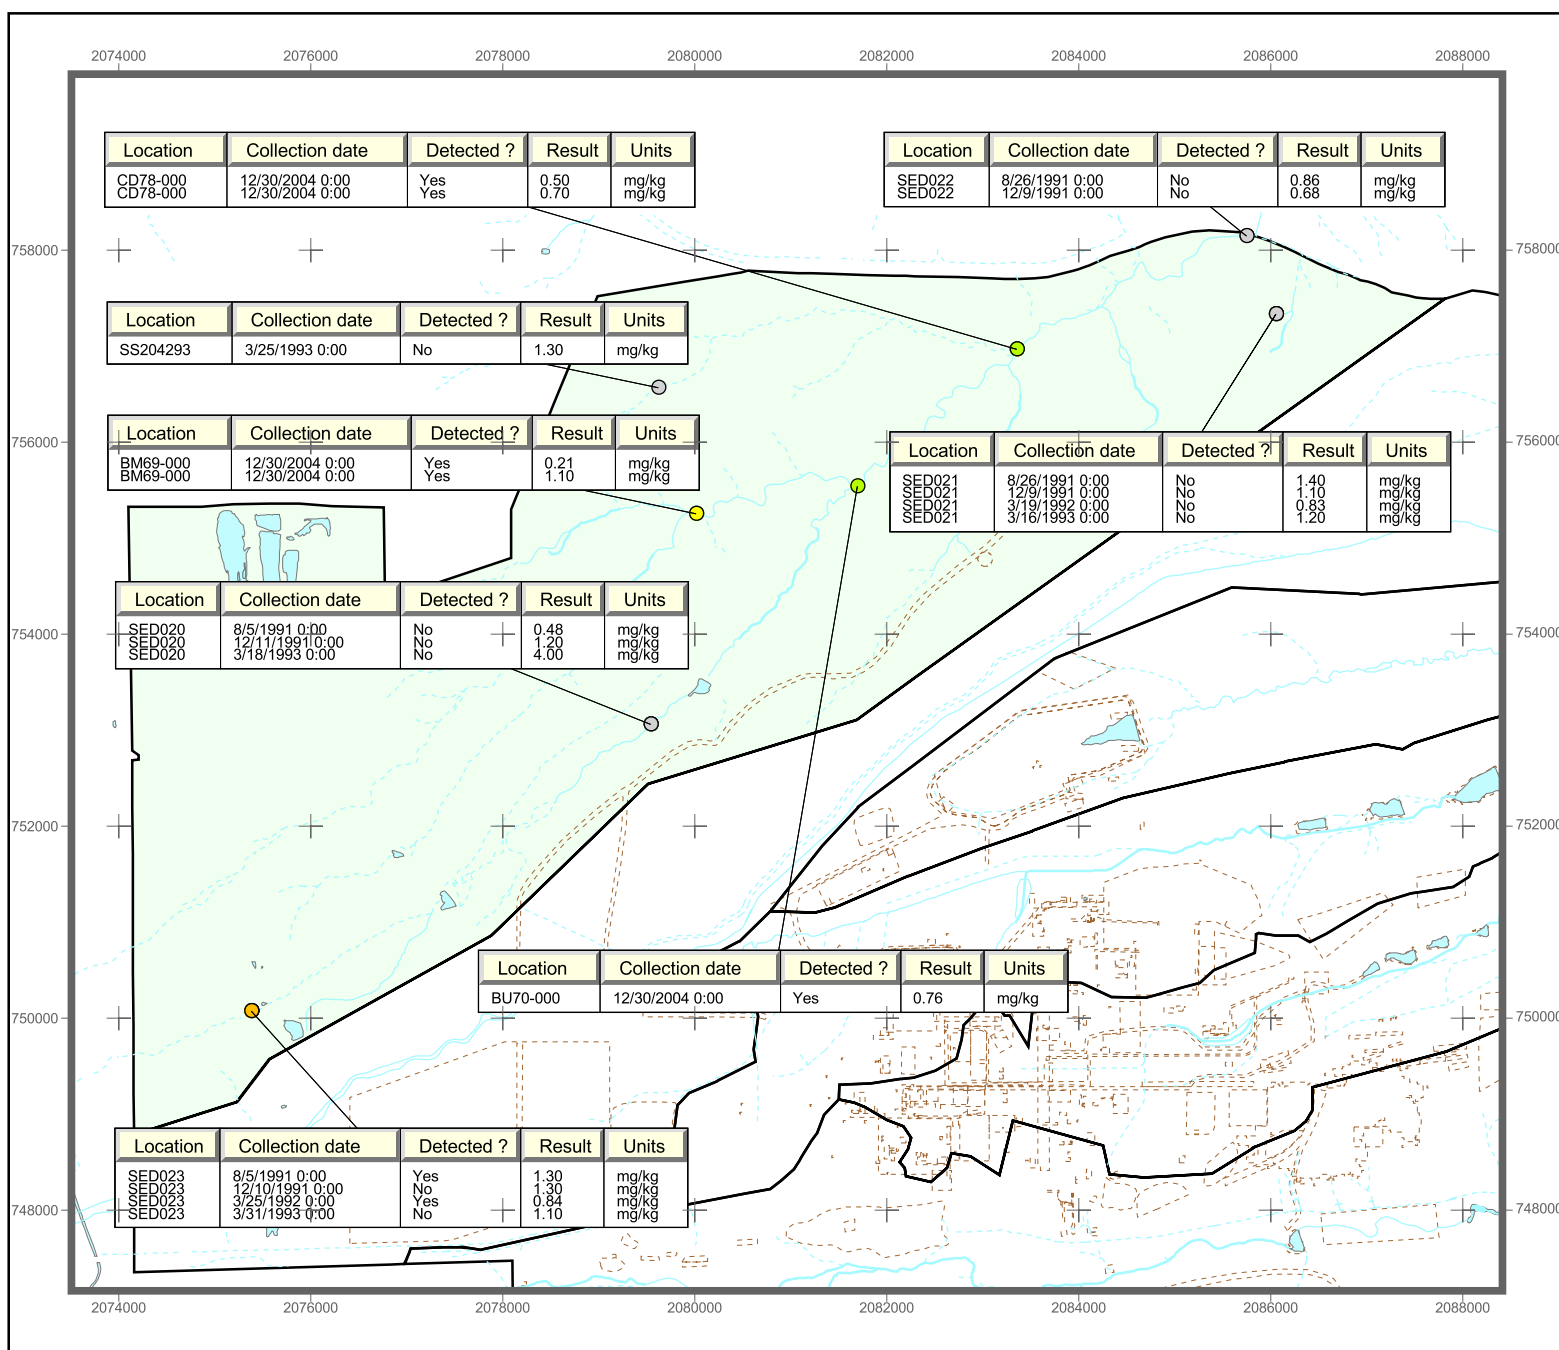 2074000 2076000 2078000 2080000 2082000 2084000 2086000 2088000
Location Collection date Detected ? Result Units
CD78-000 12/30/2004 0:00 Yes 0.50 mg/kg
CD78-000 12/30/2004 0:00 Yes 0.70 mg/kg
Location Collection date Detected ? Result Units
SED022 8/26/1991 0:00 No 0.86 mg/kg
SED022 12/9/1991 0:00 No 0.68 mg/kg
758000 758000
Location Collection date Detected ? Result Units
SS204293 3/25/1993 0:00 No 1.30 mg/kg
Location Collection date Detected ? Result Units
BM69-000 12/30/2004 0:00 Yes 0.21 mg/kg
BM69-000 12/30/2004 0:00 Yes 1.10 mg/kg
756000 756000
Location Collection date Detected ? Result Units
SED021 8/26/1991 0:00 No 1.40 mg/kg
SED021 12/9/1991 0:00 No 1.10 mg/kg
SED021 3/19/1992 0:00 No 0.83 mg/kg
SED021 3/16/1993 0:00 No 1.20 mg/kg
Location Collection date Detected ? Result Units
SED020 8/5/1991 0:00 No 0.48 mg/kg
SED020 12/11/1991 0:00 No 1.20 mg/kg
SED020 3/18/1993 0:00 No 4.00 mg/kg
754000 754000
752000 752000
Location Collection date Detected ? Result Units
BU70-000 12/30/2004 0:00 Yes 0.76 mg/kg
750000 750000
Location Collection date Detected ? Result Units
SED023 8/5/1991 0:00 Yes 1.30 mg/kg
SED023 12/10/1991 0:00 No 1.30 mg/kg
SED023 3/25/1992 0:00 Yes 0.84 mg/kg
SED023 3/31/1993 0:00 No 1.10 mg/kg
748000 748000
2074000 2076000 2078000 2080000 2082000 2084000 2086000 2088000